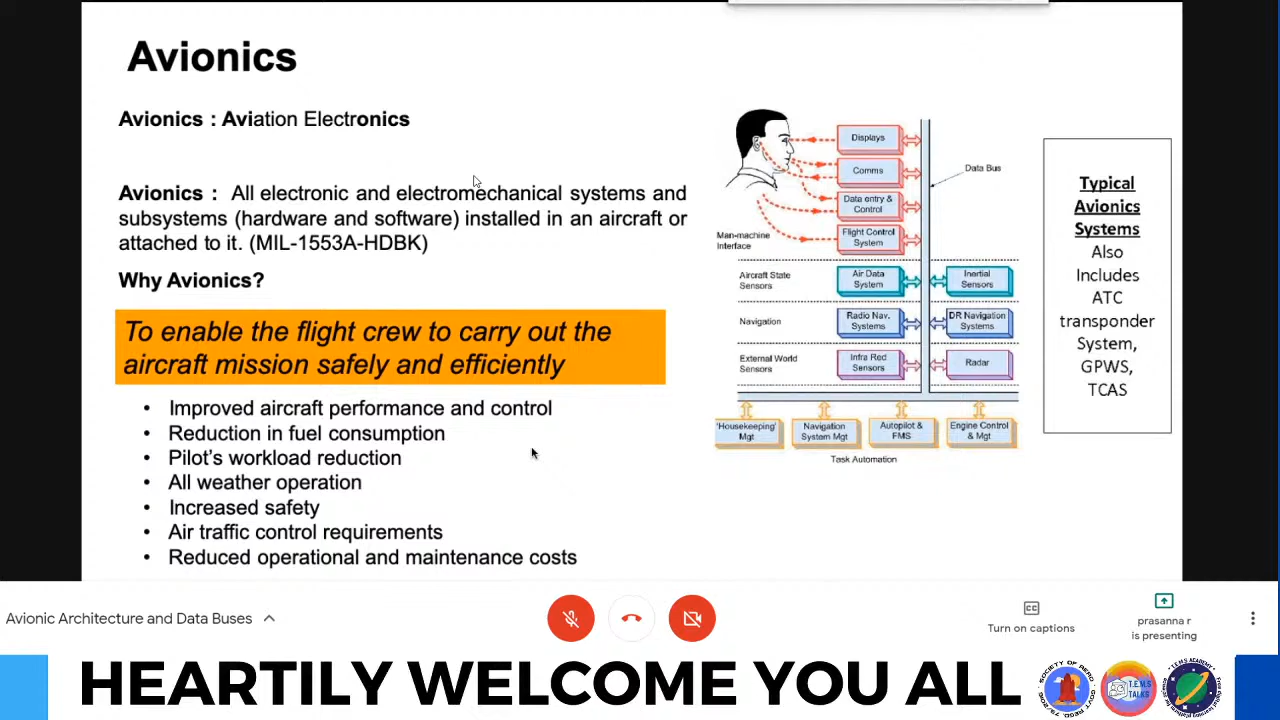 Avionics
Avionics : Aviation Electronics
Avionics : All electronic and electromechanical systems and
subsystems (hardware and software) installed in an aircraft or
attached to it. (MIL-1553A-HDBK)
Why Avionics?
To enable the flight crew to carry out the
aircraft mission safely and efficiently
• Improved aircraft performance and control
• Reduction in fuel consumption
• Pilot's workload reduction
• All weather operation
• Increased safety
• Air traffic control requirements
• Reduced operational and maintenance costs
Displays
Comms
Data entry &
Control
Flight Control
System
Data Bus
Man-machine
Interface
Aircraft State
Sensors
Air Data
System
Inertial
Sensors
Navigation
Radio Nav.
Systems
DR Navigation
Systems
External World
Sensors
Infra Red
Sensors
Radar
'Housekeeping'
Mgt
Navigation
System Mgt
Autopilot &
FMS
Engine Control
& Mgt
Task Automation
Typical
Avionics
Systems
Also
Includes
ATC
transponder
System,
GPWS,
TCAS
Avionic Architecture and Data Buses
CC
Turn on captions
prasanna r
is presenting
HEARTILY WELCOME YOU ALL
SOCIETY OF AERO
T.E.M.S
TALKS
T.E.M.S ACADEMY